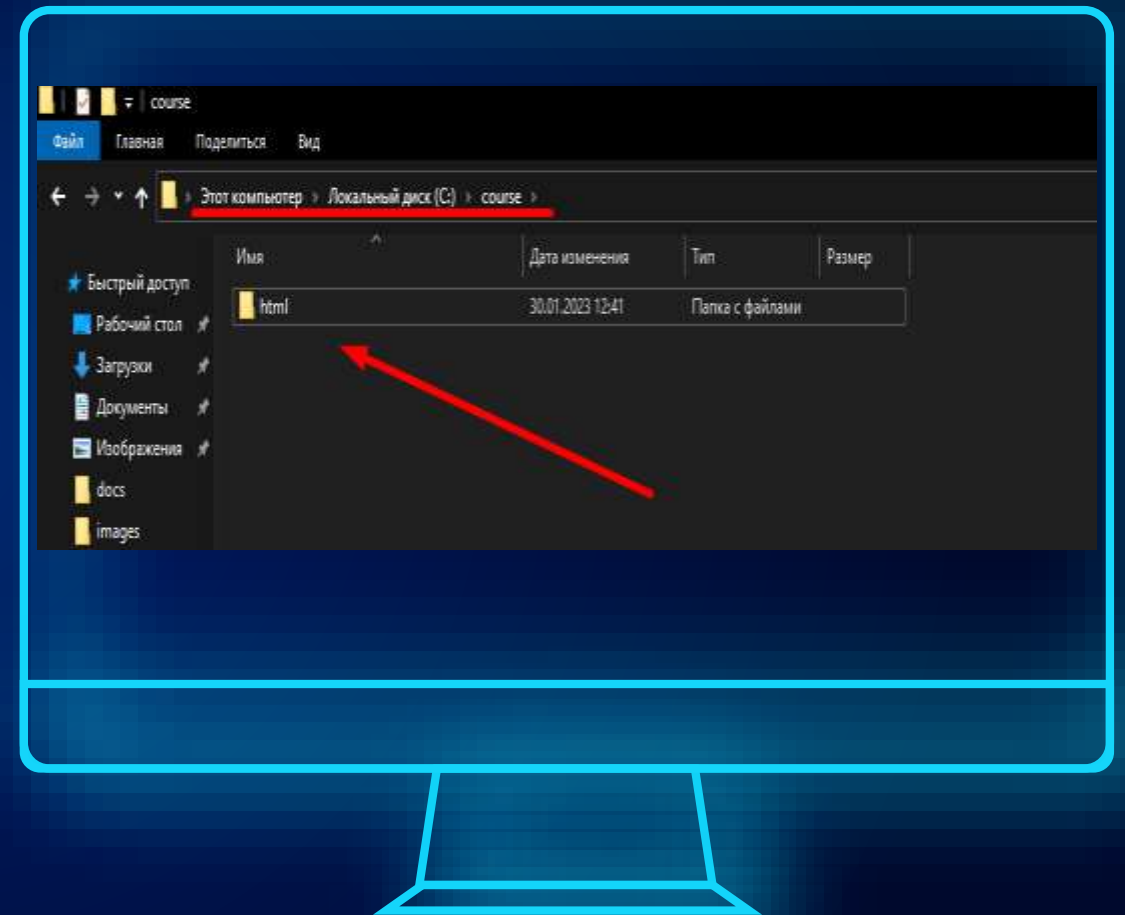 course
Файл Главная Поделиться Вид
Этот компьютер › Локальный диск (C:) › course ›
Имя Дата изменения Тип Размер
Быстрый доступ
html 30.01.2023 12:41 Папка с файлами
Рабочий стол
Загрузки
Документы
Изображения
docs
images